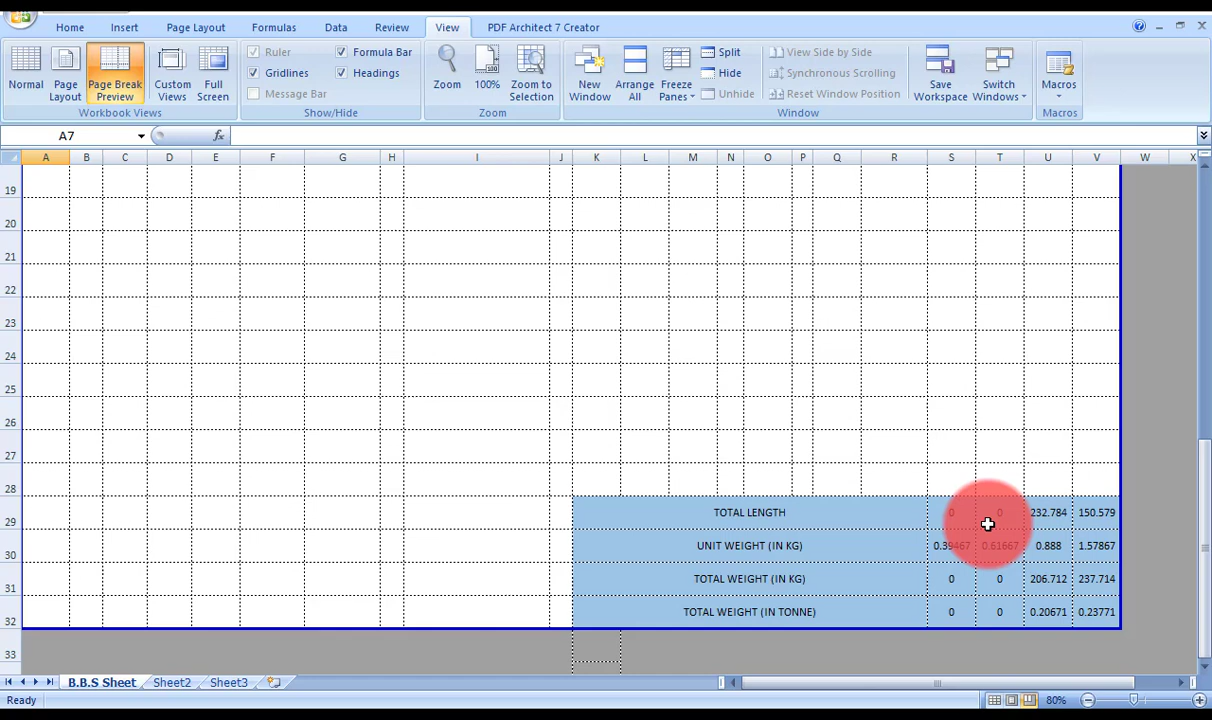 Home Insert Page Layout Formulas Data Review View PDF Architect 7 Creator
Normal
Page Layout
Page Break Preview
Custom Views
Full Screen
Workbook Views
Ruler
Gridlines
Message Bar
Formula Bar
Headings
Show/Hide
Zoom
100%
Zoom to Selection
Zoom
New Window
Arrange All
Freeze Panes
Split
Hide
Unhide
View Side by Side
Synchronous Scrolling
Reset Window Position
Window
Save Workspace
Switch Windows
Macros
Macros
A7 fx
A B C D E F G H I J K L M N O P Q R S T U V W X
19
20
21
22
23
24
25
26
27
28
29 TOTAL LENGTH 0 0 232.784 150.579
30 UNIT WEIGHT (IN KG) 0.39467 0.61667 0.888 1.57867
31 TOTAL WEIGHT (IN KG) 0 0 206.712 237.714
32 TOTAL WEIGHT (IN TONNE) 0 0 0.20671 0.23771
33
B.B.S Sheet Sheet2 Sheet3
Ready 80%